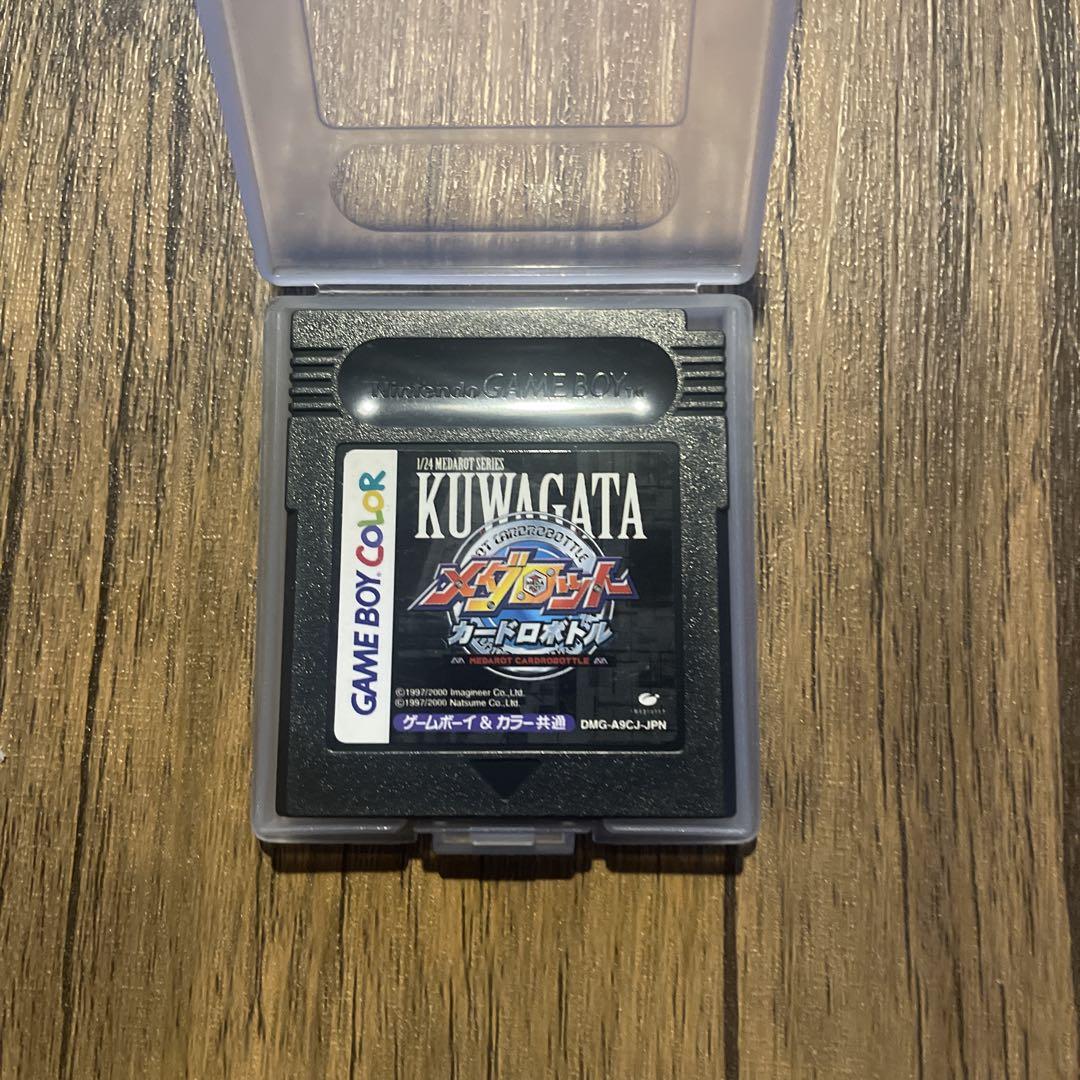 Nintendo GAME BOY TM
GAME BOY COLOR
1/24 MEDAROT SERIES
KUWAGATA
OT CARDROBOTTLE
メダロット
カードロボトル
MEDAROT CARDROBOTTLE
©1997/2000 Imagineer Co.,Ltd.
©1997/2000 Natsume Co.,Ltd.
ゲームボーイ & カラー共通
DMG-A9CJ-JPN